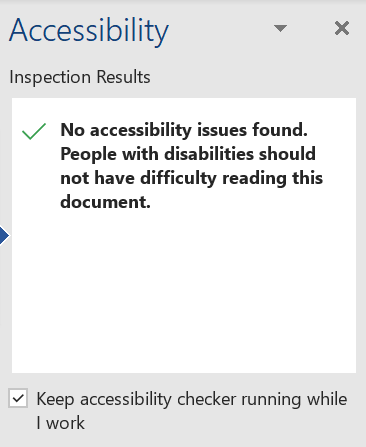 Accessibility
Inspection Results
No accessibility issues found.
People with disabilities should
not have difficulty reading this
document.
Keep accessibility checker running while
I work